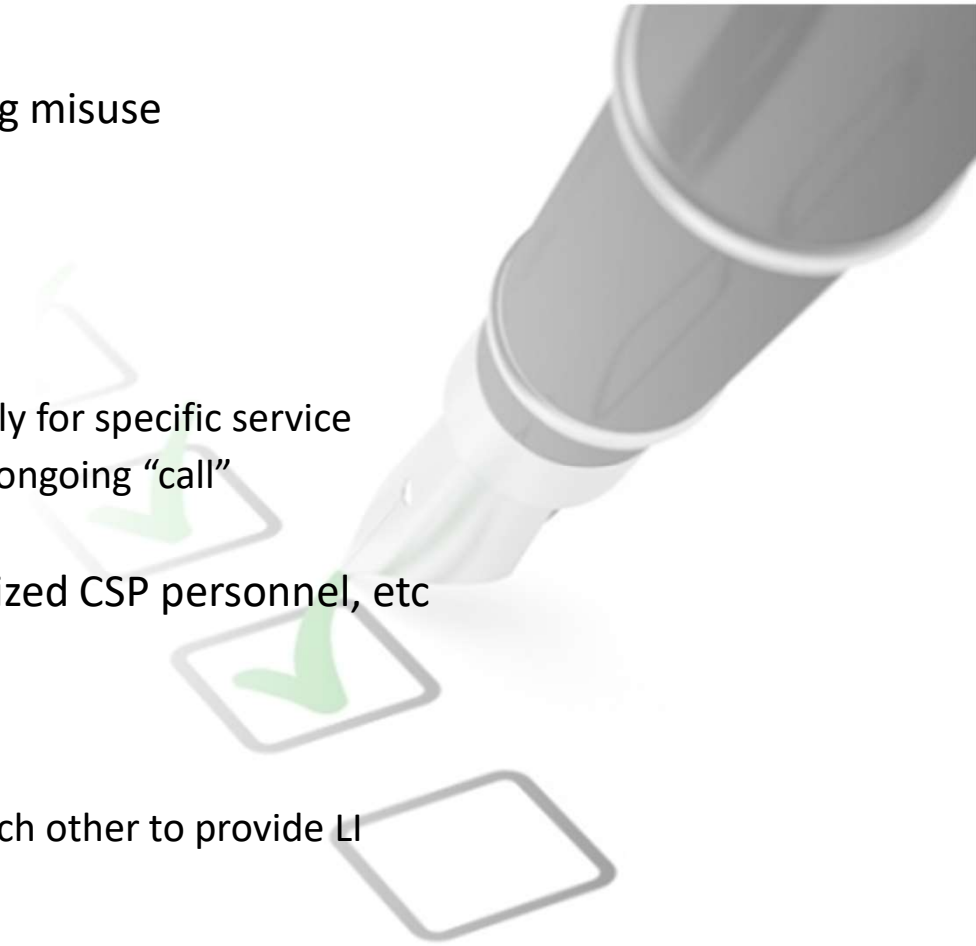 g misuse
ly for specific service
ongoing “call”
ized CSP personnel, etc
ch other to provide LI